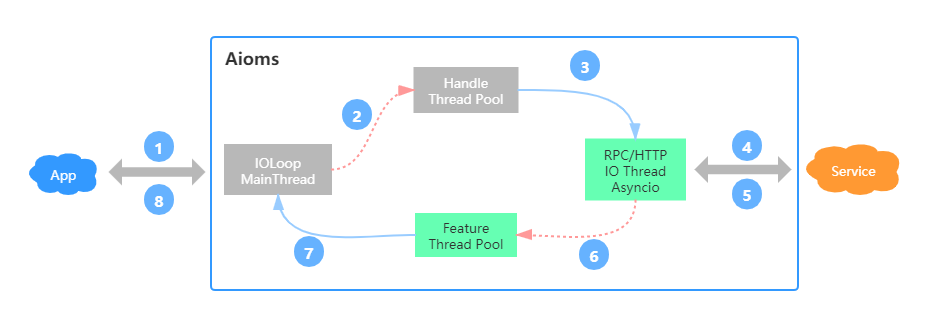 Aioms
Handle
Thread Pool
3
2
1
App
8
IOLoop
MainThread
RPC/HTTP
IO Thread
Asyncio
4
5
Service
Feature
Thread Pool
7
6